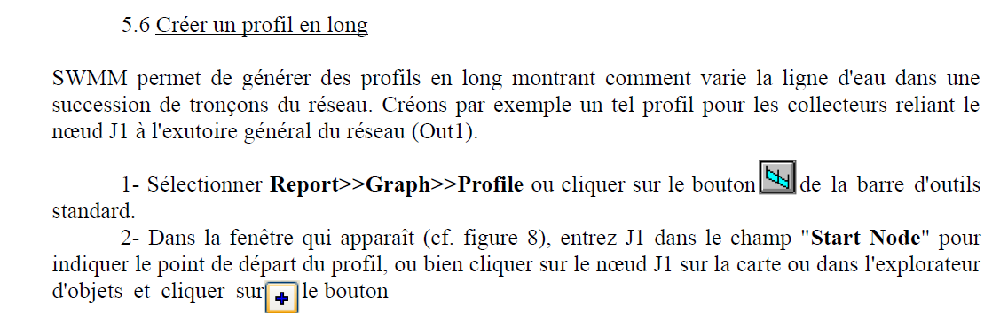 5.6 Créer un profil en long
SWMM permet de générer des profils en long montrant comment varie la ligne d'eau dans une
succession de tronçons du réseau. Créons par exemple un tel profil pour les collecteurs reliant le
nœud J1 à l'exutoire général du réseau (Out1).
1- Sélectionner Report>>Graph>>Profile ou cliquer sur le bouton de la barre d'outils
standard.
2- Dans la fenêtre qui apparaît (cf. figure 8), entrez J1 dans le champ "Start Node" pour
indiquer le point de départ du profil, ou bien cliquer sur le nœud J1 sur la carte ou dans l'explorateur
d'objets et cliquer sur le bouton